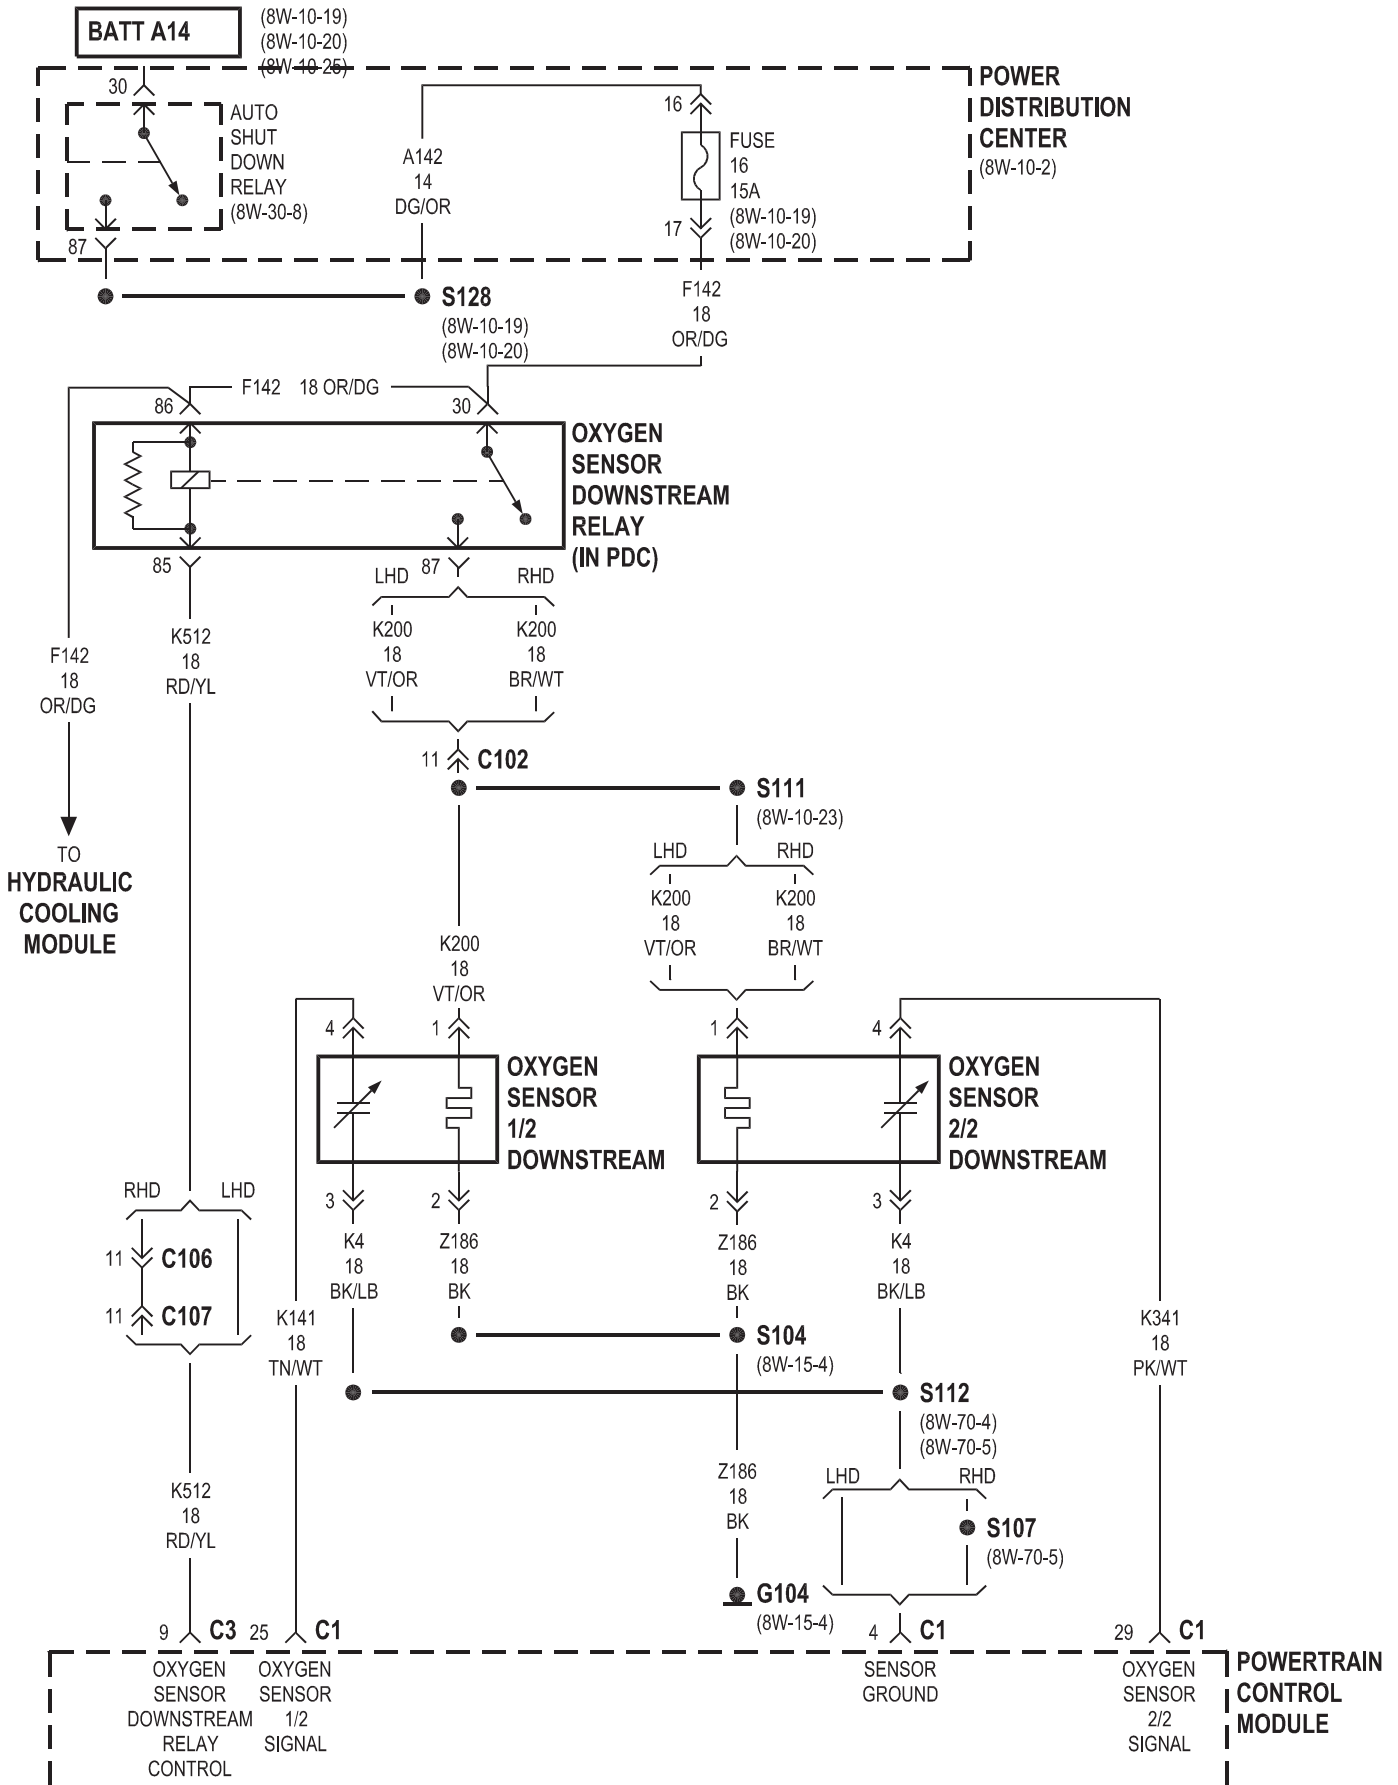 BATT A14
(8W-10-19)
(8W-10-20)
(8W-10-25)
30
AUTO
SHUT
DOWN
RELAY
(8W-30-8)
87
A142
14
DG/OR
16
FUSE
16
15A
(8W-10-19)
(8W-10-20)
17
POWER
DISTRIBUTION
CENTER
(8W-10-2)
S128
(8W-10-19)
(8W-10-20)
F142
18
OR/DG
86
F142 18 OR/DG
30
OXYGEN
SENSOR
DOWNSTREAM
RELAY
(IN PDC)
85
87
LHD
RHD
K512
18
RD/YL
K200
18
VT/OR
K200
18
BR/WT
F142
18
OR/DG
11 C102
S111
(8W-10-23)
TO
HYDRAULIC
COOLING
MODULE
LHD
RHD
K200
18
VT/OR
K200
18
BR/WT
K200
18
VT/OR
4
1
1
4
OXYGEN
SENSOR
1/2
DOWNSTREAM
OXYGEN
SENSOR
2/2
DOWNSTREAM
3
2
2
3
RHD
LHD
11 C106
11 C107
K4
18
BK/LB
Z186
18
BK
Z186
18
BK
K4
18
BK/LB
K141
18
TN/WT
S104
(8W-15-4)
K341
18
PK/WT
S112
(8W-70-4)
(8W-70-5)
K512
18
RD/YL
Z186
18
BK
LHD
RHD
S107
(8W-70-5)
G104
(8W-15-4)
9 C3
25 C1
4 C1
29 C1
OXYGEN
SENSOR
DOWNSTREAM
RELAY
CONTROL
OXYGEN
SENSOR
1/2
SIGNAL
SENSOR
GROUND
OXYGEN
SENSOR
2/2
SIGNAL
POWERTRAIN
CONTROL
MODULE